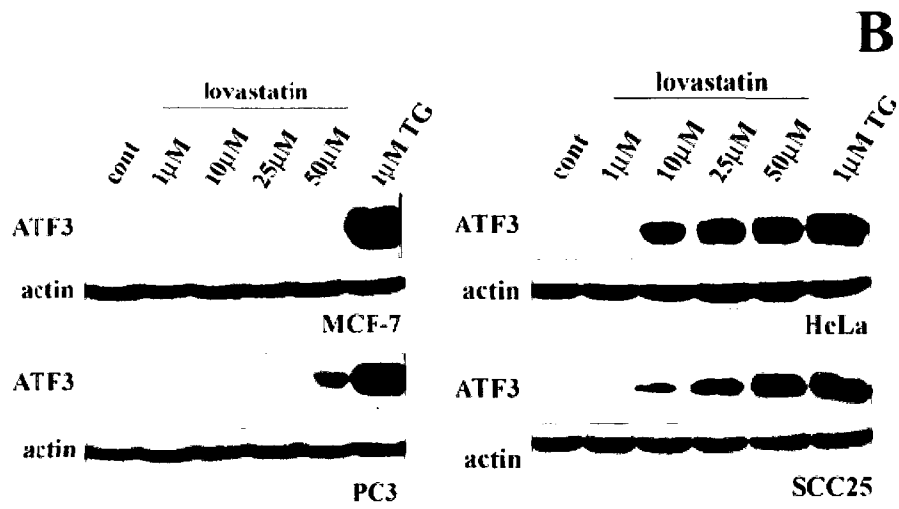 B
lovastatin
cont 1µM 10µM 25µM 50µM 1µM TG
ATF3
actin
MCF-7
ATF3
actin
PC3
lovastatin
cont 1µM 10µM 25µM 50µM 1µM TG
ATF3
actin
HeLa
ATF3
actin
SCC25